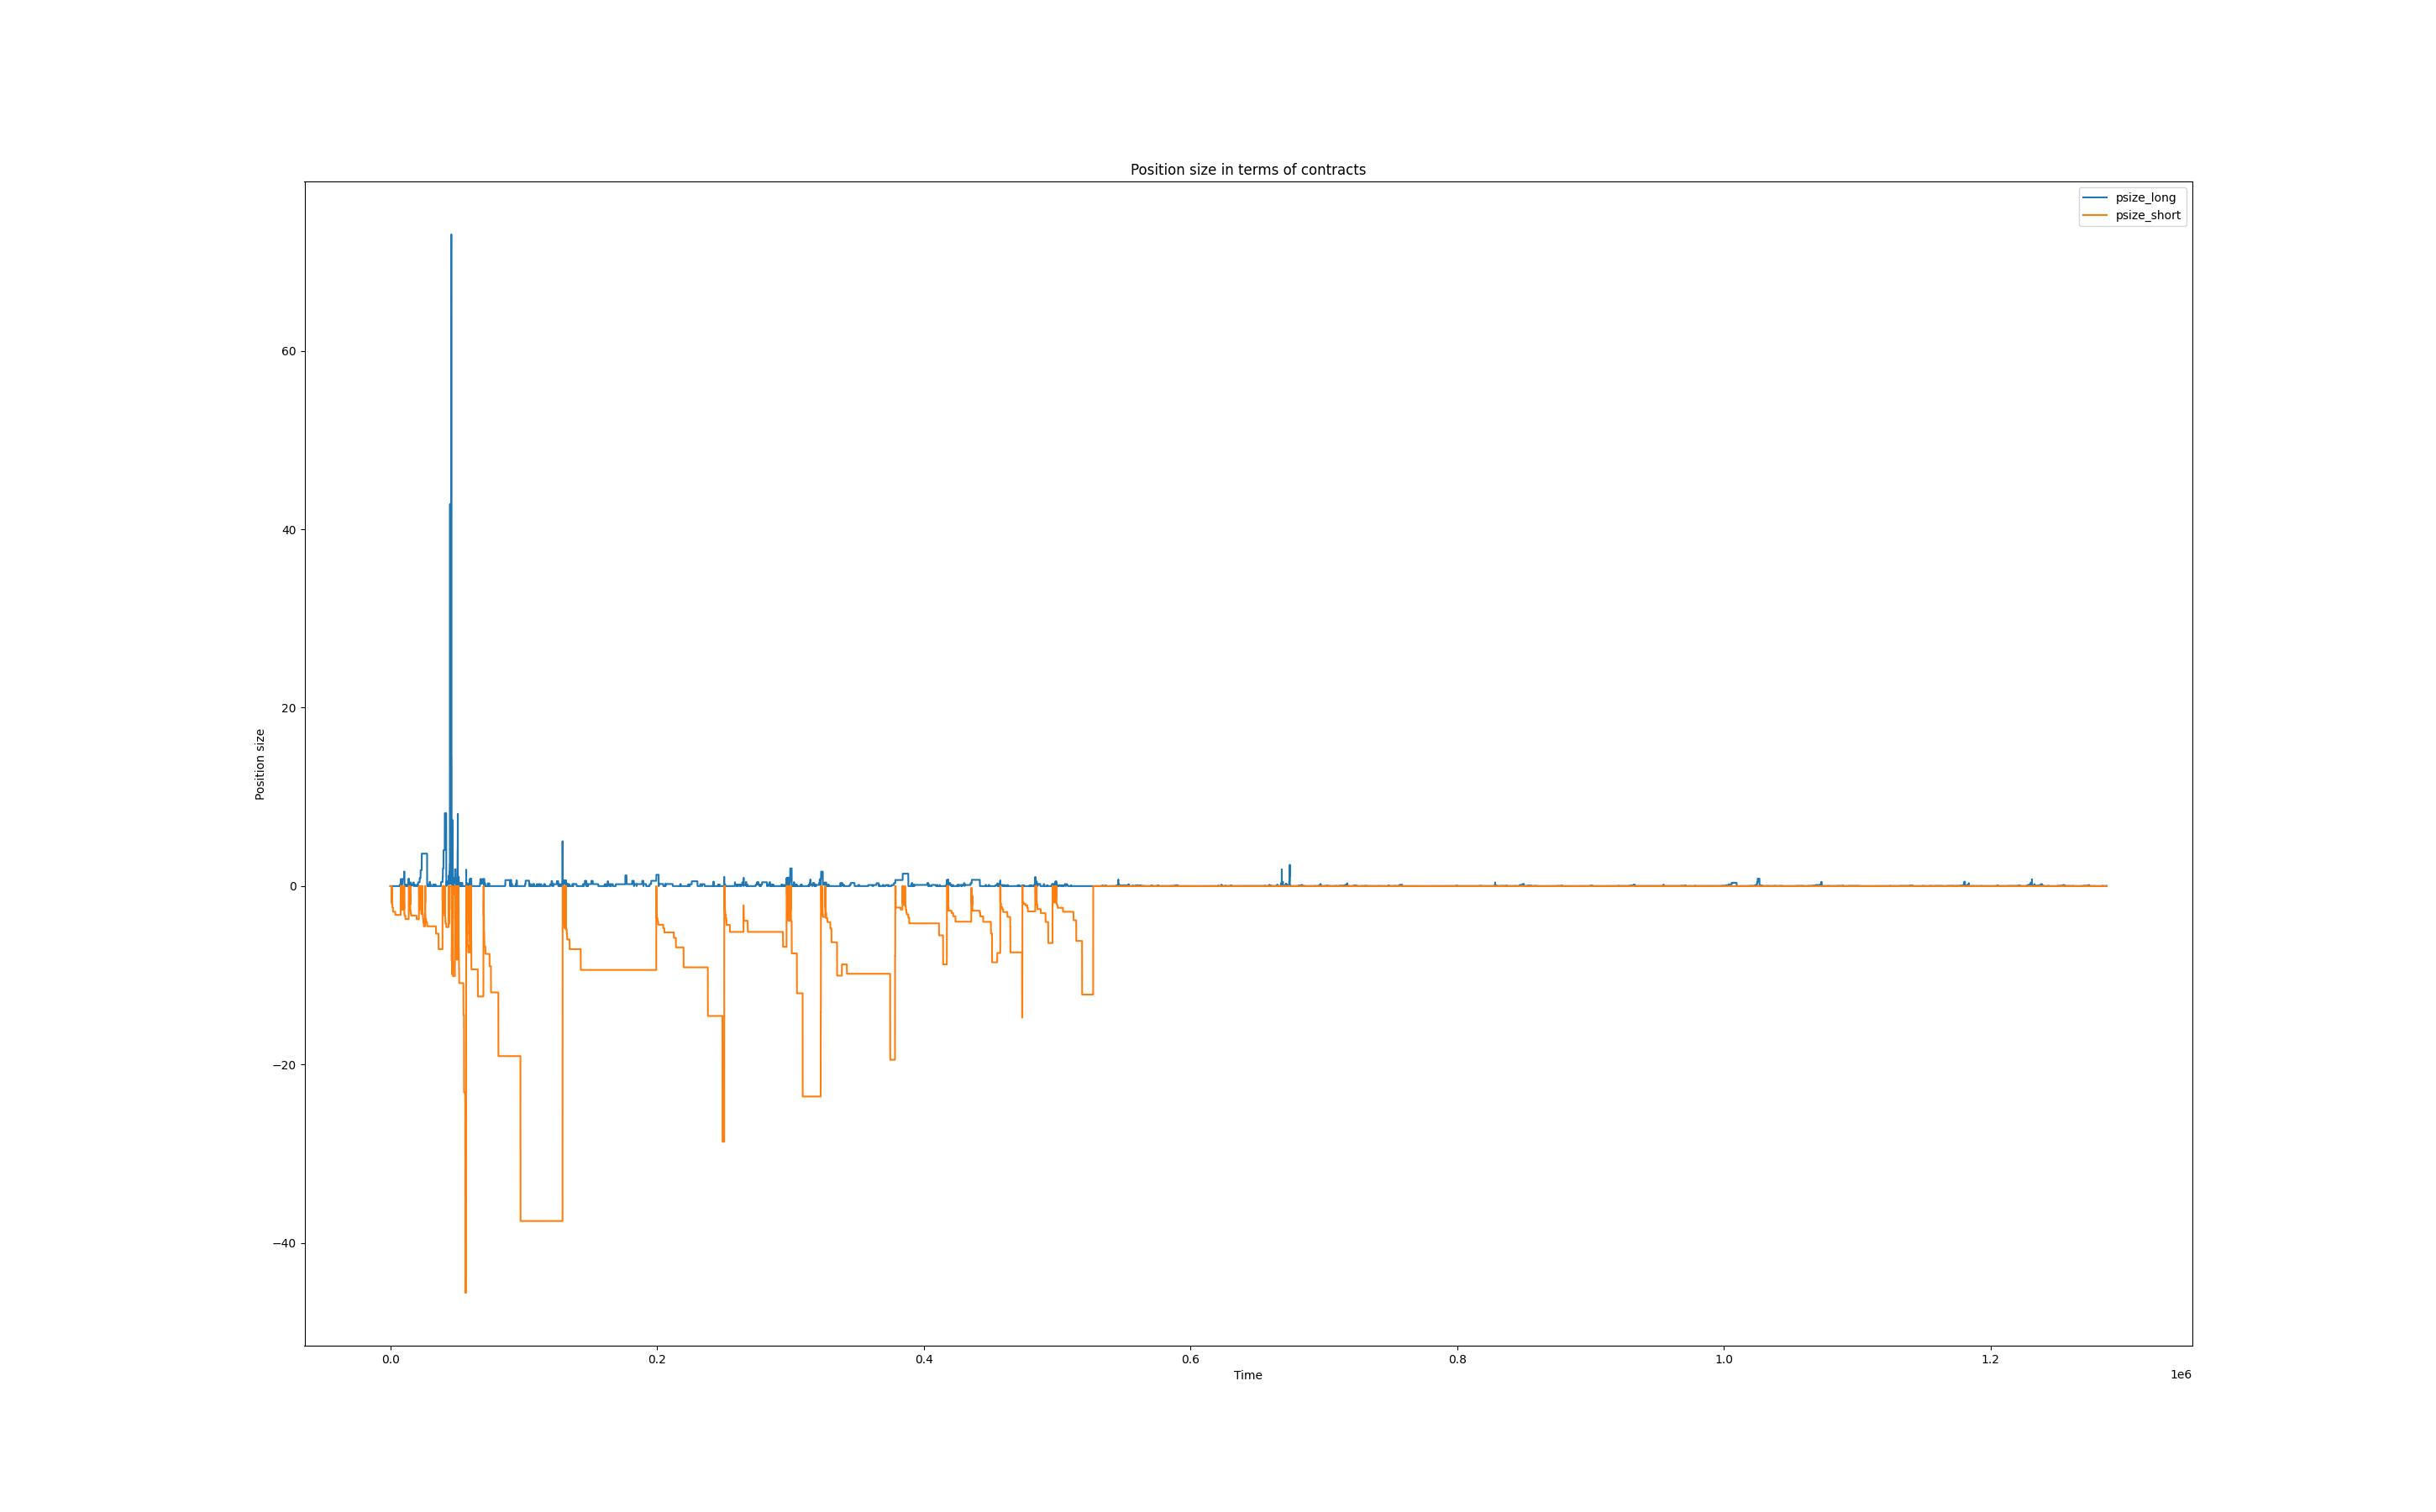 Position size in terms of contracts
psize_long
psize_short
60
40
20
0
−20
−40
Position size
0.0 0.2 0.4 0.6 0.8 1.0 1.2
Time
1e6